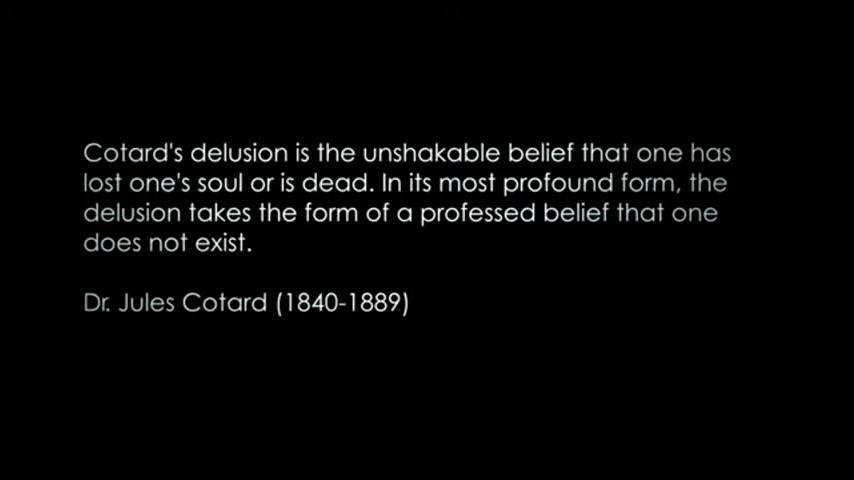 Cotard's delusion is the unshakable belief that one has
lost one's soul or is dead. In its most profound form, the
delusion takes the form of a professed belief that one
does not exist.
Dr. Jules Cotard (1840-1889)